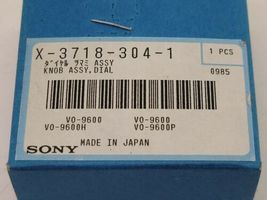 X-3718-304-1
1 PCS
ﾀﾞｲﾔﾙ ﾂﾏﾐ ASSY
KNOB ASSY,DIAL
0985
VO-9600 VO-9600
VO-9600H VO-9600P
SONY
MADE IN JAPAN